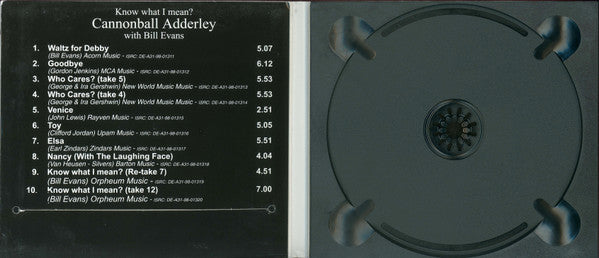 Know what I mean?
Cannonball Adderley
with Bill Evans
1. Waltz for Debby 5.07
(Bill Evans) Acorn Music - ISRC: DE-A31-98-01311
2. Goodbye 6.12
(Gordon Jenkins) MCA Music - ISRC: DE-A31-98-01312
3. Who Cares? (take 5) 5.53
(George & Ira Gershwin) New World Music Music - ISRC: DE-A31-98-01313
4. Who Cares? (take 4) 5.53
(George & Ira Gershwin) New World Music Music - ISRC: DE-A31-98-01314
5. Venice 2.51
(John Lewis) Rayven Music - ISRC: DE-A31-98-01315
6. Toy 5.05
(Clifford Jordan) Upam Music - ISRC: DE-A31-98-01316
7. Elsa 5.51
(Earl Zindars) Zindars Music - ISRC: DE-A31-98-01317
8. Nancy (With The Laughing Face) 4.04
(Van Heusen - Silvers) Barton Music - ISRC: DE-A31-98-01318
9. Know what I mean? (Re-take 7) 4.51
(Bill Evans) Orpheum Music - ISRC: DE-A31-98-01319
10. Know what I mean? (take 12) 7.00
(Bill Evans) Orpheum Music - ISRC: DE-A31-98-01320